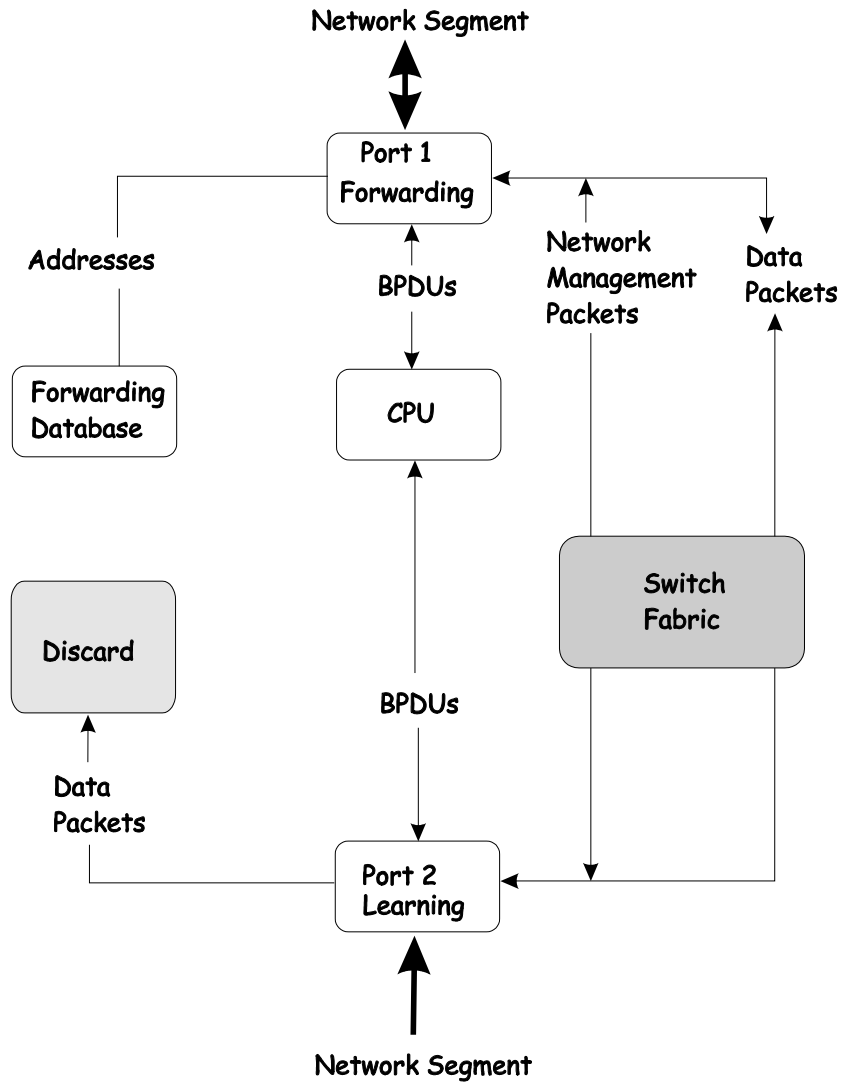 Network Segment
Port 1
Forwarding
Addresses
BPDUs
Network
Management
Packets
Data
Packets
Forwarding
Database
CPU
Switch
Fabric
Discard
BPDUs
Data
Packets
Port 2
Learning
Network Segment